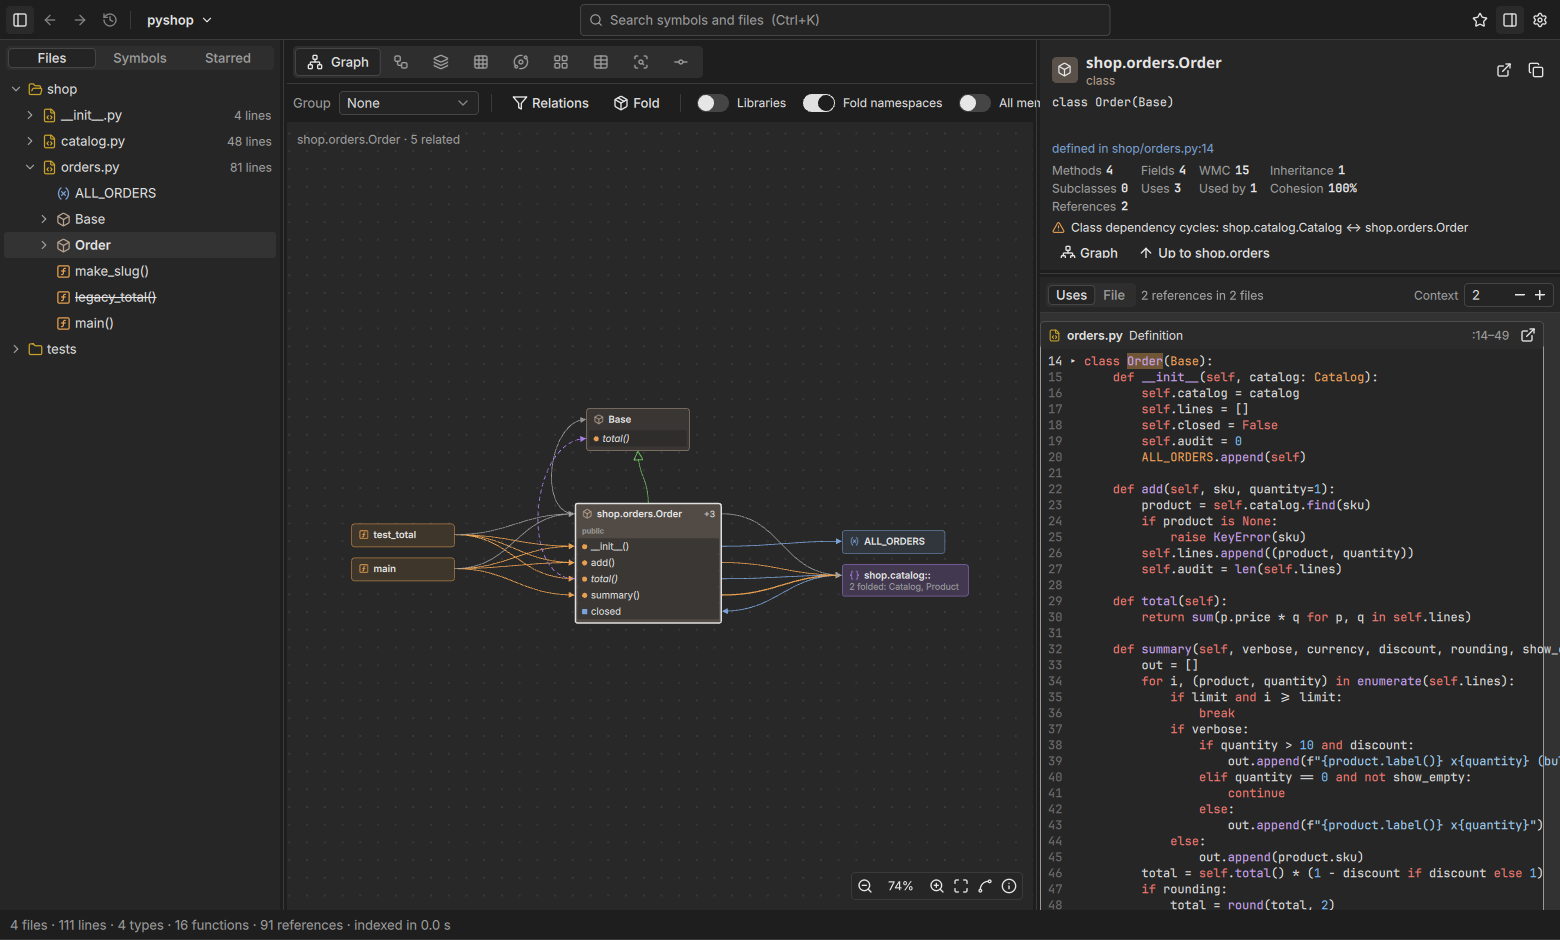 pyshop
Search symbols and files (Ctrl+K)
Files
Symbols
Starred
shop
__init__.py
4 lines
catalog.py
48 lines
orders.py
81 lines
ALL_ORDERS
Base
Order
make_slug()
legacy_total()
main()
tests
Graph
Group
None
Relations
Fold
Libraries
Fold namespaces
All mem
shop.orders.Order · 5 related
Base
total()
test_total
main
shop.orders.Order +3
public
__init__()
add()
total()
summary()
closed
ALL_ORDERS
{} shop.catalog::
2 folded: Catalog, Product
74%
shop.orders.Order
class
class Order(Base)
defined in shop/orders.py:14
Methods 4 Fields 4 WMC 15 Inheritance 1
Subclasses 0 Uses 3 Used by 1 Cohesion 100%
References 2
Class dependency cycles: shop.catalog.Catalog ↔ shop.orders.Order
Graph
↑ Up to shop.orders
Uses
File
2 references in 2 files
Context
2
orders.py Definition
:14–49
14 class Order(Base):
15 def __init__(self, catalog: Catalog):
16 self.catalog = catalog
17 self.lines = []
18 self.closed = False
19 self.audit = 0
20 ALL_ORDERS.append(self)
21
22 def add(self, sku, quantity=1):
23 product = self.catalog.find(sku)
24 if product is None:
25 raise KeyError(sku)
26 self.lines.append((product, quantity))
27 self.audit = len(self.lines)
28
29 def total(self):
30 return sum(p.price * q for p, q in self.lines)
31
32 def summary(self, verbose, currency, discount, rounding, show_
33 out = []
34 for i, (product, quantity) in enumerate(self.lines):
35 if limit and i >= limit:
36 break
37 if verbose:
38 if quantity > 10 and discount:
39 out.append(f"{product.label()} x{quantity} (bu
40 elif quantity == 0 and not show_empty:
41 continue
42 else:
43 out.append(f"{product.label()} x{quantity}")
44 else:
45 out.append(product.sku)
46 total = self.total() * (1 - discount if discount else 1)
47 if rounding:
48 total = round(total, 2)
4 files · 111 lines · 4 types · 16 functions · 91 references · indexed in 0.0 s